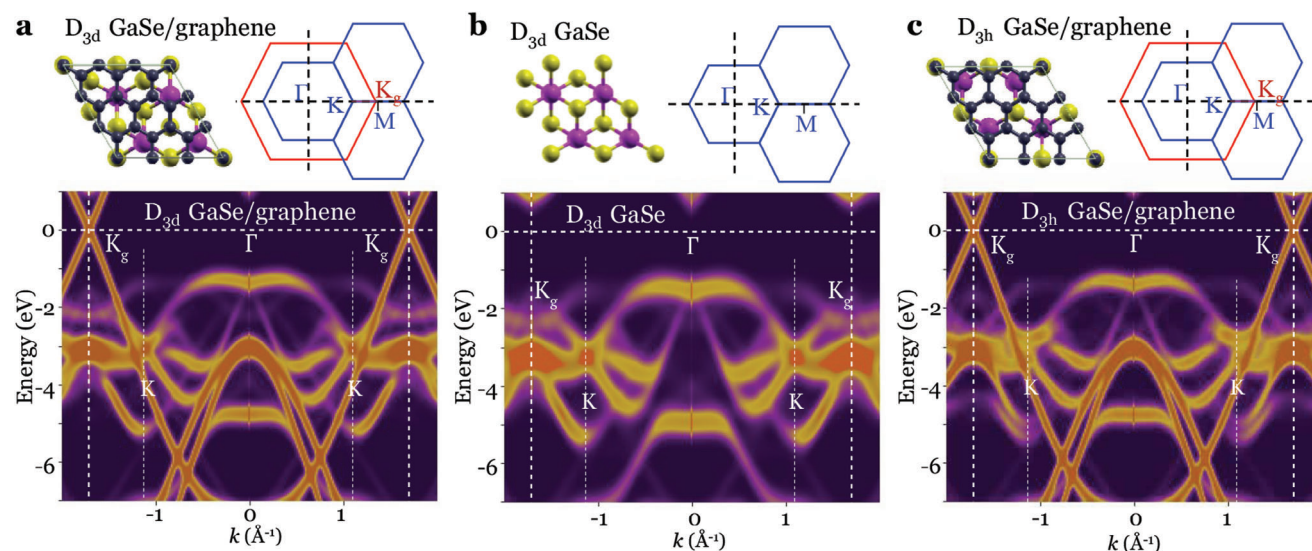 a D₃d GaSe/graphene
Γ K Kg M
D₃d GaSe/graphene
Kg Γ Kg
K K
0
-2
-4
-6
Energy (eV)
-1 0 1
k (Å⁻¹)
b D₃d GaSe
Γ K M
D₃d GaSe
Γ
Kg Kg
K K
0
-2
-4
-6
Energy (eV)
-1 0 1
k (Å⁻¹)
c D₃h GaSe/graphene
Γ K Kg M
D₃h GaSe/graphene
Kg Γ Kg
K K
0
-2
-4
-6
Energy (eV)
-1 0 1
k (Å⁻¹)